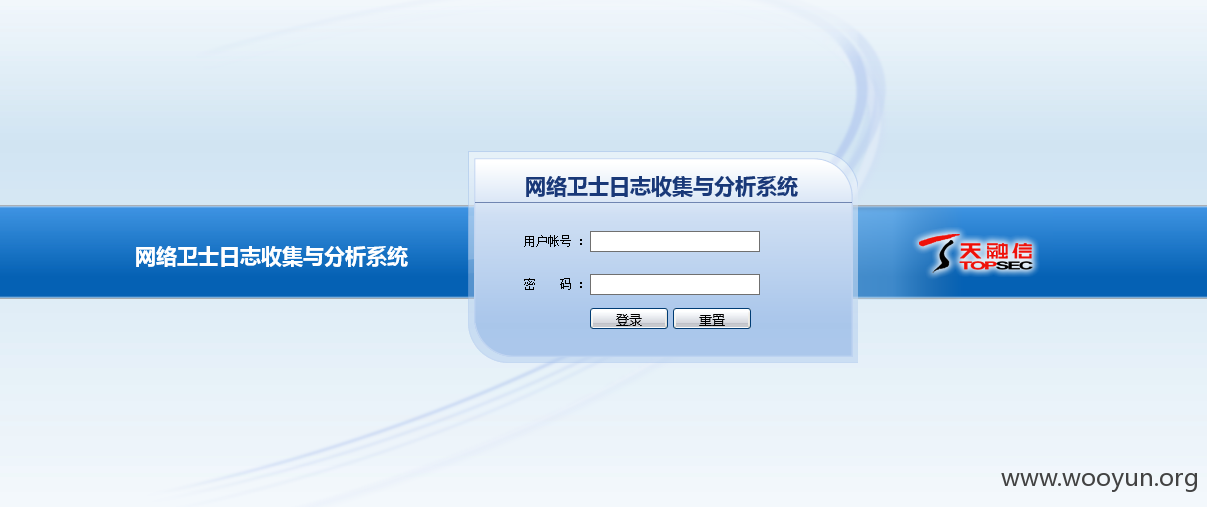 网络卫士日志收集与分析系统
网络卫士日志收集与分析系统
用户帐号 ：
密 码 ：
登录 重置
天融信
TOPSEC
www.wooyun.org